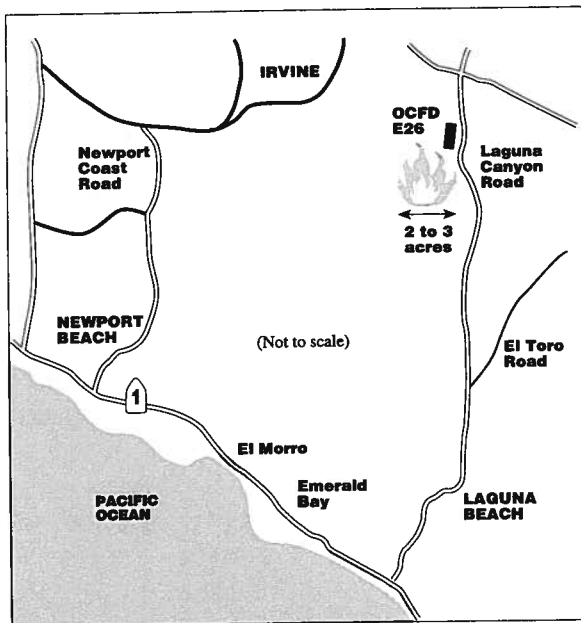 IRVINE
OCFD
E26
Newport
Coast
Road
Laguna
Canyon
Road
2 to 3
acres
NEWPORT
BEACH
(Not to scale)
El Toro
Road
1
El Morro
Emerald
Bay
PACIFIC
OCEAN
LAGUNA
BEACH